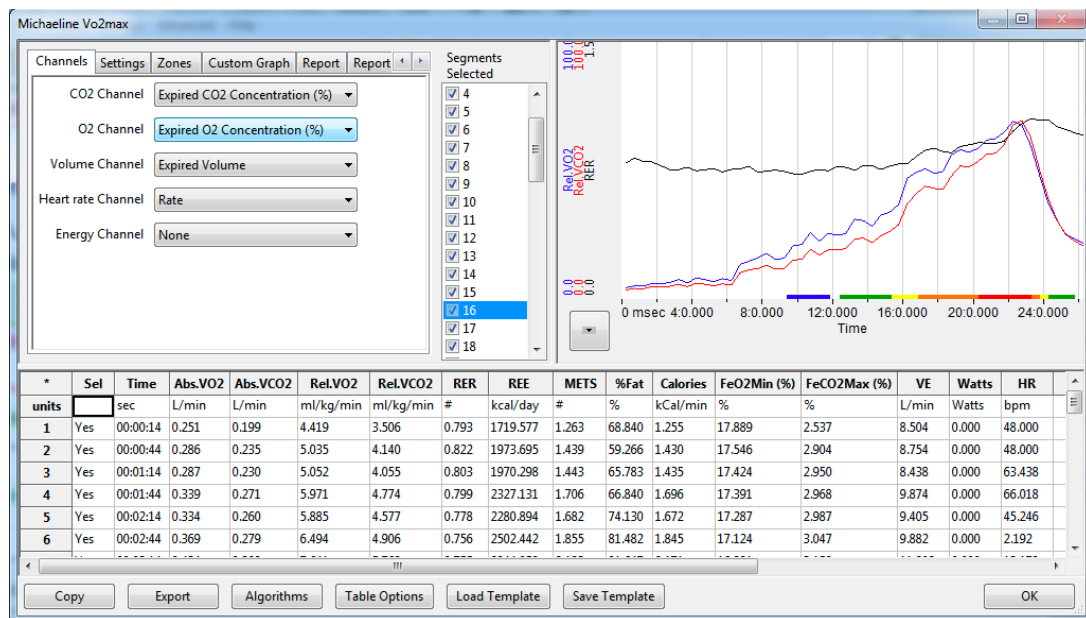 Michaeline Vo2max
Channels Settings Zones Custom Graph Report Report
CO2 Channel Expired CO2 Concentration (%)
O2 Channel Expired O2 Concentration (%)
Volume Channel Expired Volume
Heart rate Channel Rate
Energy Channel None
Segments
Selected
4
5
6
7
8
9
10
11
12
13
14
15
16
17
18
100.0
100.0
1.5
Rel.VO2
Rel.VCO2
RER
0.0
0.0
0.0
0 msec 4:0.000 8:0.000 12:0.000 16:0.000 20:0.000 24:0.000
Time
* Sel Time Abs.VO2 Abs.VCO2 Rel.VO2 Rel.VCO2 RER REE METS %Fat Calories FeO2Min (%) FeCO2Max (%) VE Watts HR
units sec L/min L/min ml/kg/min ml/kg/min # kcal/day # % kCal/min % % L/min Watts bpm
1 Yes 00:00:14 0.251 0.199 4.419 3.506 0.793 1719.577 1.263 68.840 1.255 17.889 2.537 8.504 0.000 48.000
2 Yes 00:00:44 0.286 0.235 5.035 4.140 0.822 1973.695 1.439 59.266 1.430 17.546 2.904 8.754 0.000 48.000
3 Yes 00:01:14 0.287 0.230 5.052 4.055 0.803 1970.298 1.443 65.783 1.435 17.424 2.950 8.438 0.000 63.438
4 Yes 00:01:44 0.339 0.271 5.971 4.774 0.799 2327.131 1.706 66.840 1.696 17.391 2.968 9.874 0.000 66.018
5 Yes 00:02:14 0.334 0.260 5.885 4.577 0.778 2280.894 1.682 74.130 1.672 17.287 2.987 9.405 0.000 45.246
6 Yes 00:02:44 0.369 0.279 6.494 4.906 0.756 2502.442 1.855 81.482 1.845 17.124 3.047 9.882 0.000 2.192
Copy Export Algorithms Table Options Load Template Save Template OK